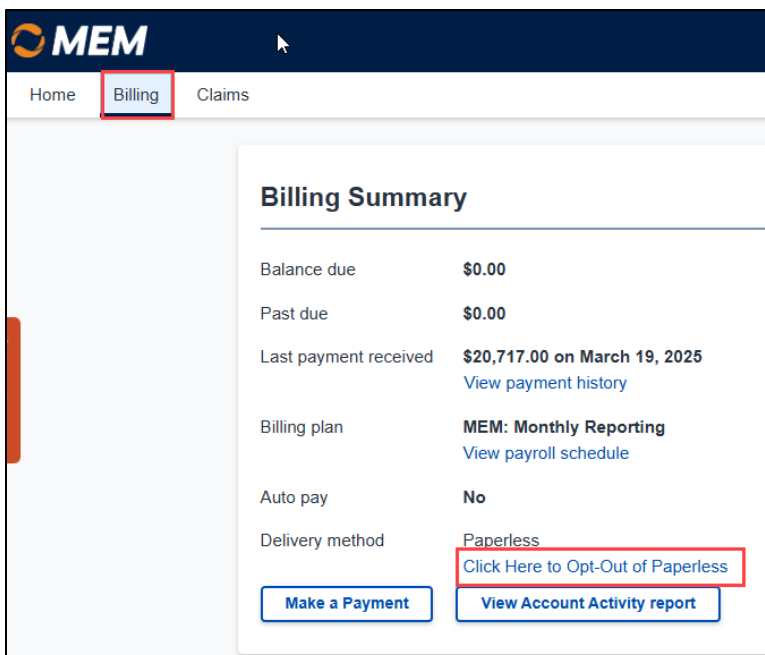 MEM
Home Billing Claims
Billing Summary
Balance due $0.00
Past due $0.00
Last payment received $20,717.00 on March 19, 2025
View payment history
Billing plan MEM: Monthly Reporting
View payroll schedule
Auto pay No
Delivery method Paperless
Click Here to Opt-Out of Paperless
Make a Payment View Account Activity report